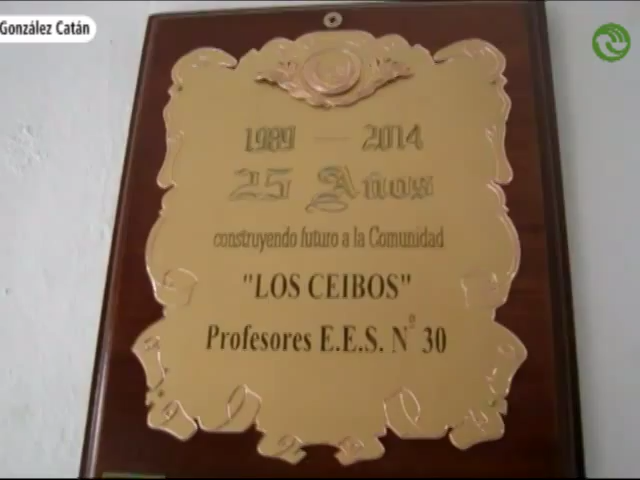 González Catán
1989 — 2014
25 Años
construyendo futuro a la Comunidad
"LOS CEIBOS"
Profesores E.E.S. Nº 30